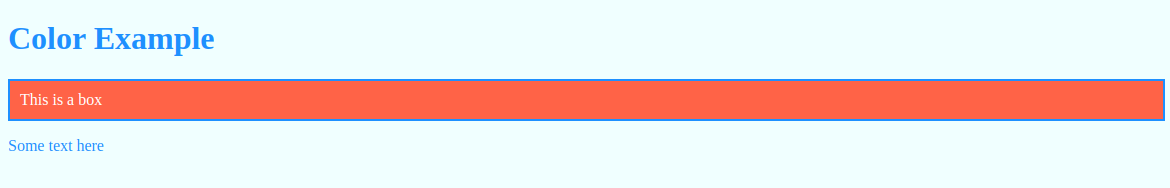 Color Example
This is a box
Some text here